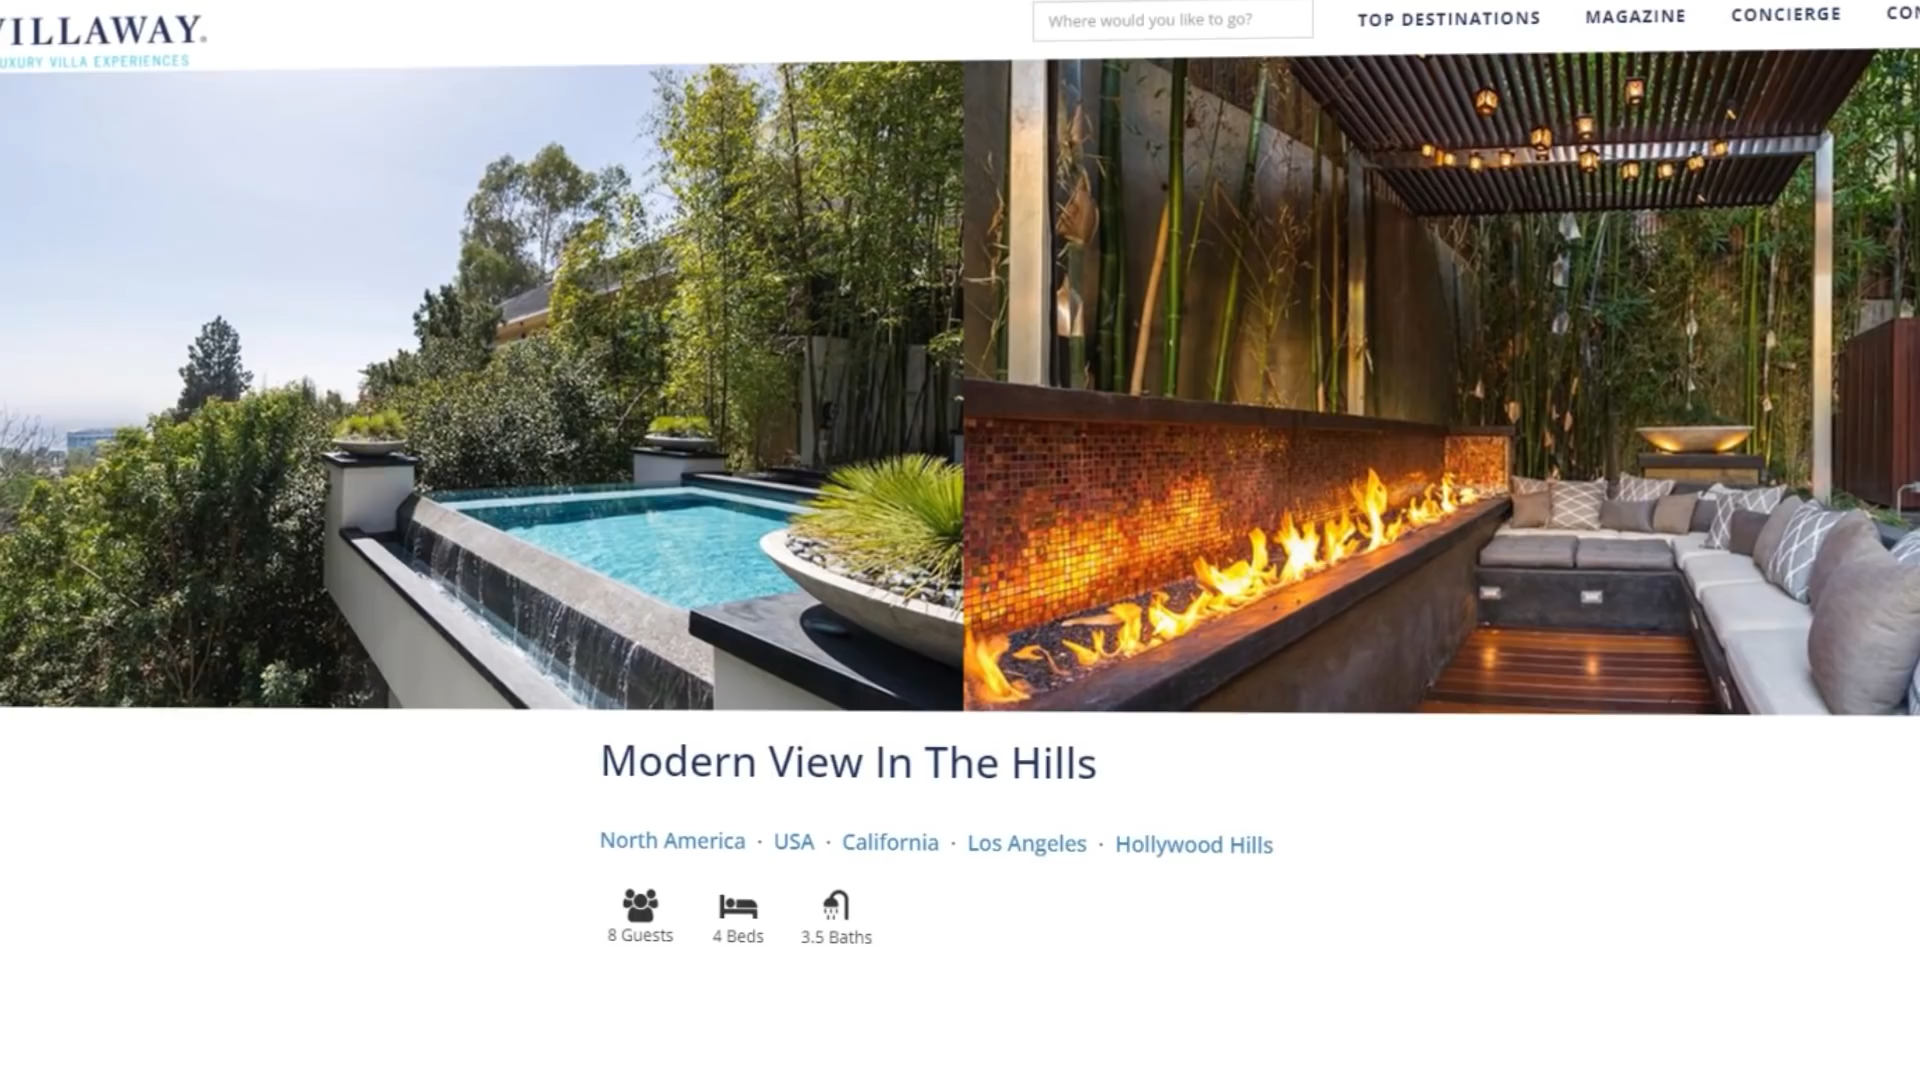 VILLAWAY®
LUXURY VILLA EXPERIENCES
Where would you like to go?
TOP DESTINATIONS
MAGAZINE
CONCIERGE
Modern View In The Hills
North America · USA · California · Los Angeles · Hollywood Hills
8 Guests
4 Beds
3.5 Baths